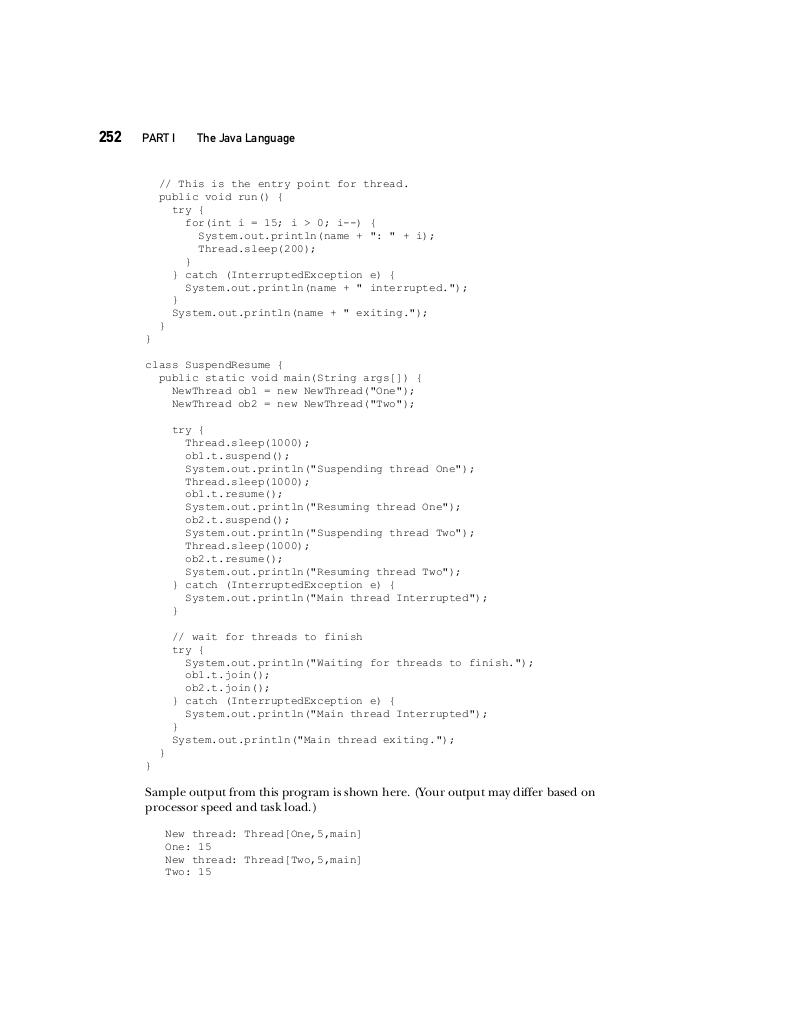 252 PART I The Java Language
// This is the entry point for thread.
public void run() {
try {
for(int i = 15; i > 0; i--) {
System.out.println(name + ": " + i);
Thread.sleep(200);
}
} catch (InterruptedException e) {
System.out.println(name + " interrupted.");
}
System.out.println(name + " exiting.");
}
}
class SuspendResume {
public static void main(String args[]) {
NewThread ob1 = new NewThread("One");
NewThread ob2 = new NewThread("Two");
try {
Thread.sleep(1000);
ob1.t.suspend();
System.out.println("Suspending thread One");
Thread.sleep(1000);
ob1.t.resume();
System.out.println("Resuming thread One");
ob2.t.suspend();
System.out.println("Suspending thread Two");
Thread.sleep(1000);
ob2.t.resume();
System.out.println("Resuming thread Two");
} catch (InterruptedException e) {
System.out.println("Main thread Interrupted");
}
// wait for threads to finish
try {
System.out.println("Waiting for threads to finish.");
ob1.t.join();
ob2.t.join();
} catch (InterruptedException e) {
System.out.println("Main thread Interrupted");
}
System.out.println("Main thread exiting.");
}
}
Sample output from this program is shown here. (Your output may differ based on
processor speed and task load.)
New thread: Thread[One,5,main]
One: 15
New thread: Thread[Two,5,main]
Two: 15